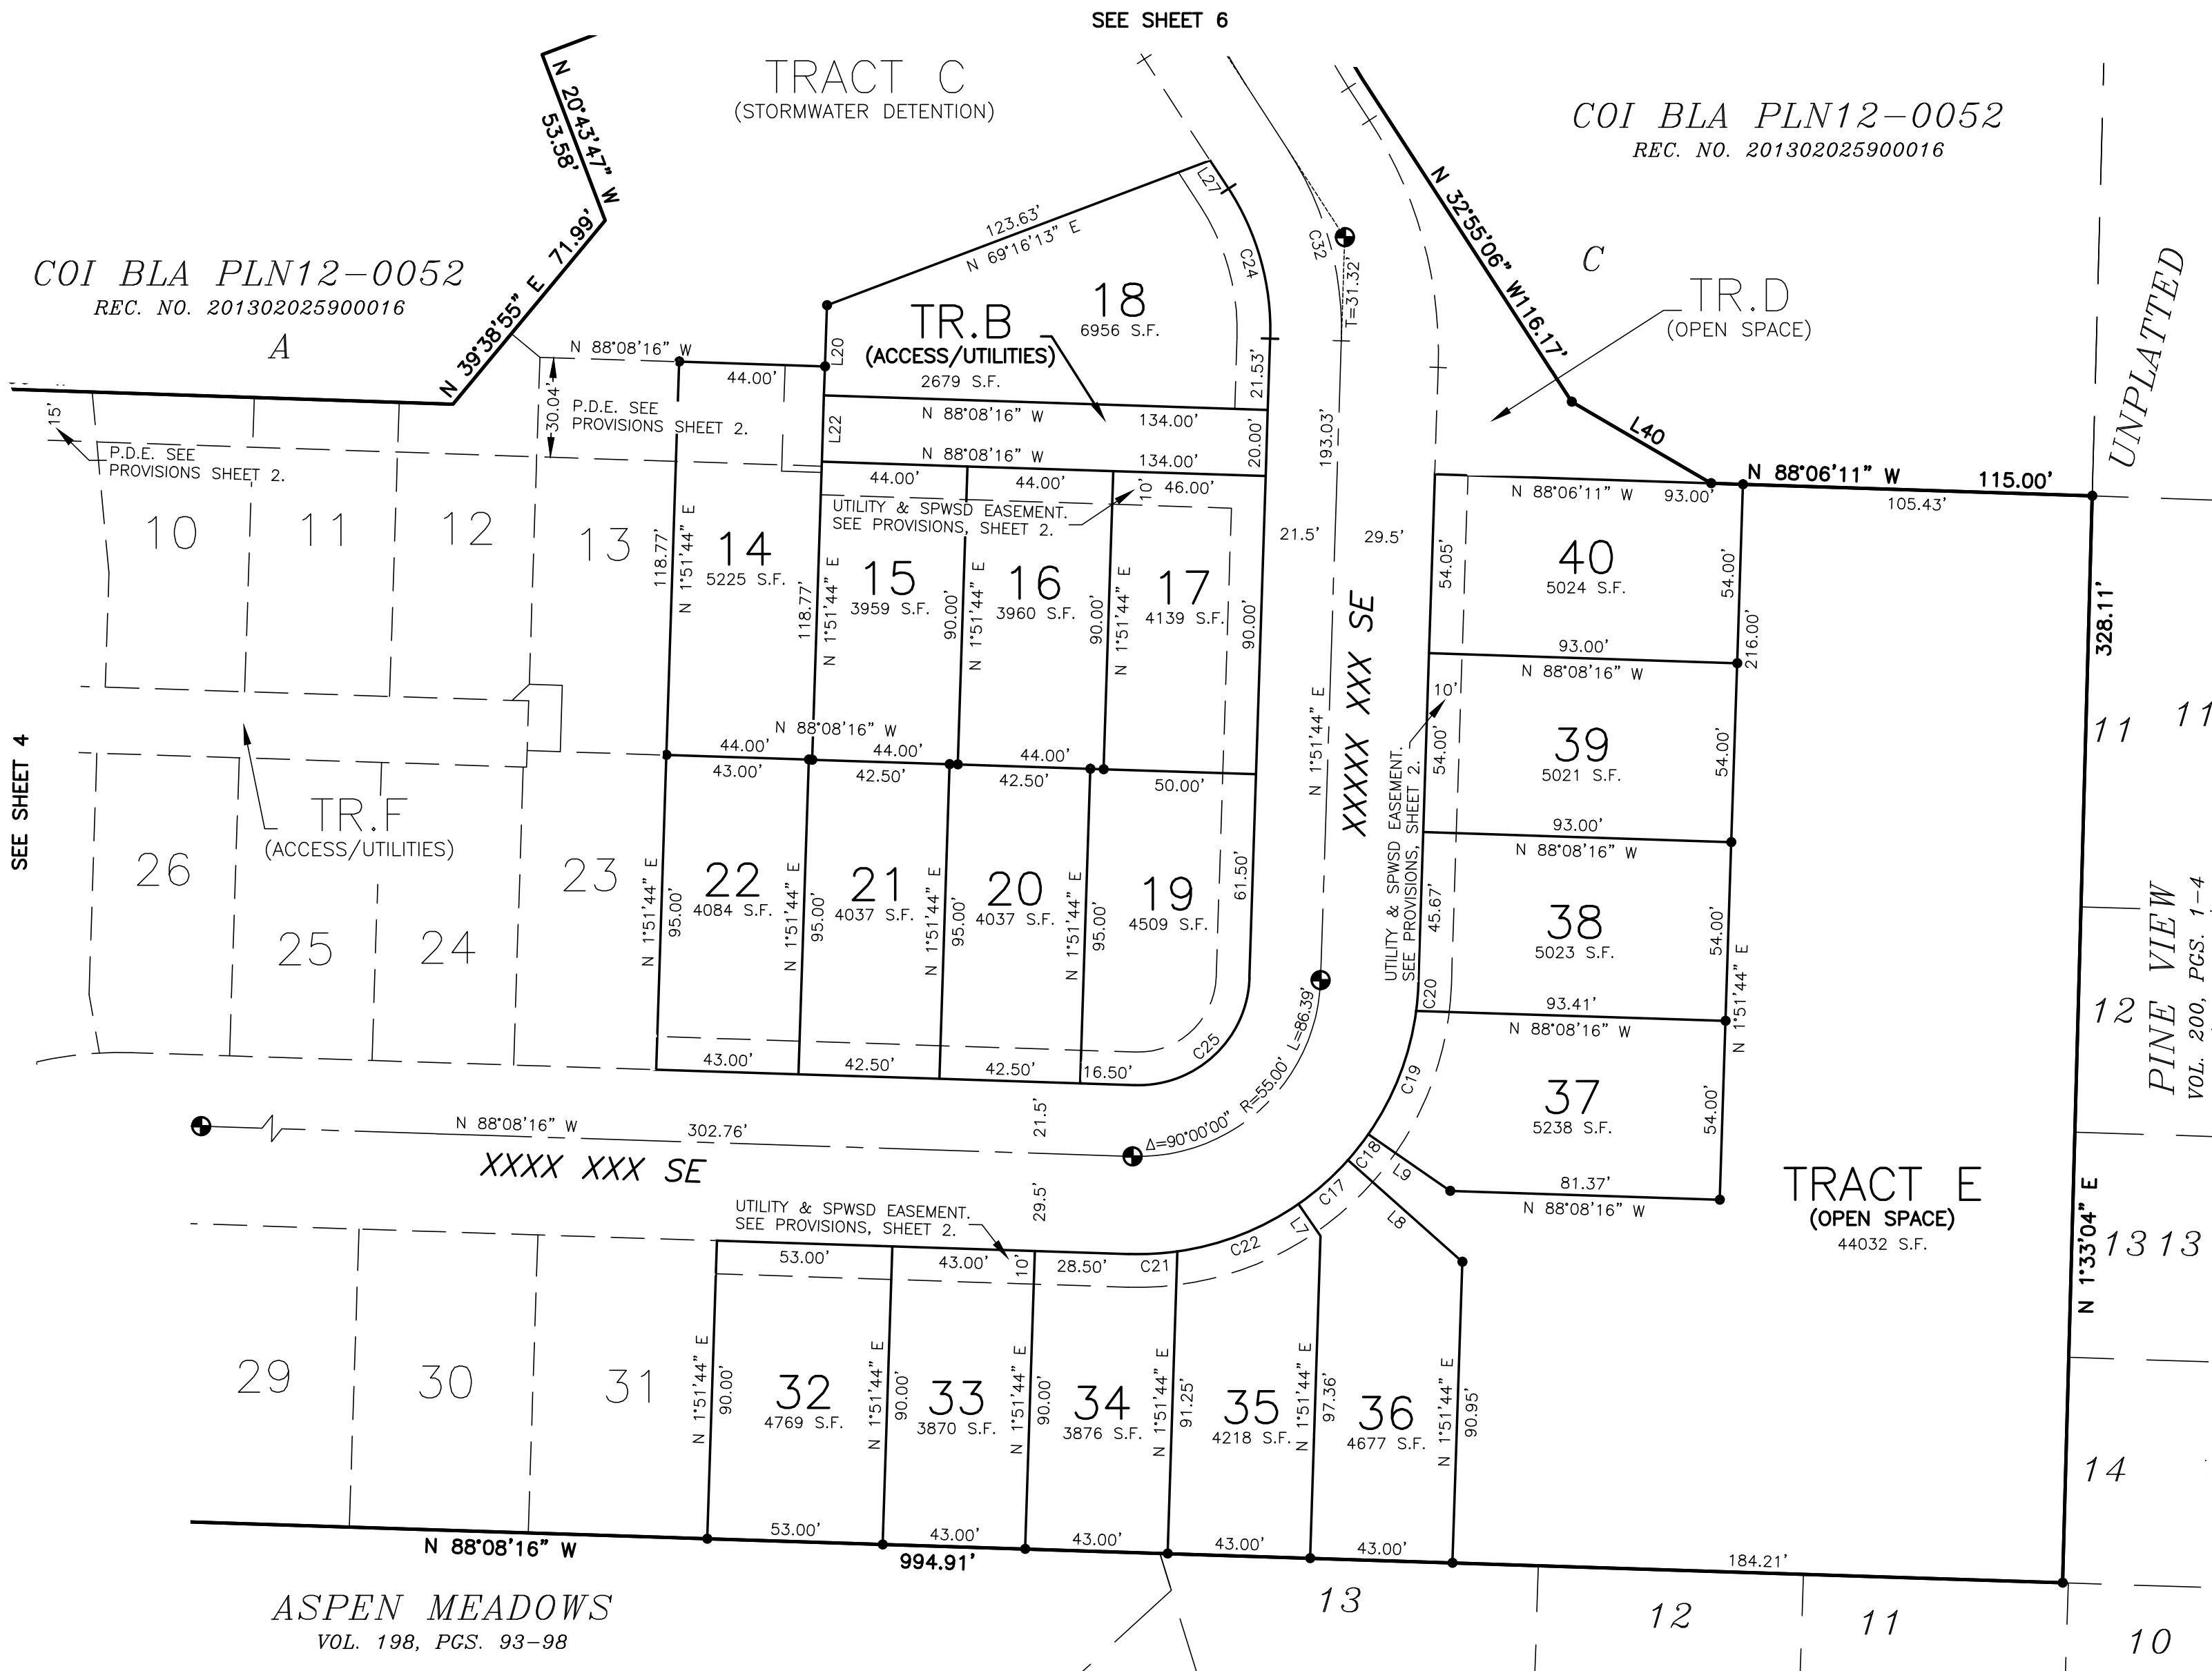 SEE SHEET 6
TRACT C
(STORMWATER DETENTION)
N 20°43'47" W
53.58'
COI BLA PLN12-0052
REC. NO. 201302025900016
COI BLA PLN12-0052
REC. NO. 201302025900016
A
N 39°38'55" E 71.99'
123.63'
N 69°16'13" E
L27
C24
C32
T=31.32'
N 32°55'06" W
116.17'
C
TR.D
(OPEN SPACE)
UNPLATTED
18
6956 S.F.
TR.B
(ACCESS/UTILITIES)
2679 S.F.
L20
L22
21.53'
20.00'
193.03'
N 88°08'16" W
44.00'
30.04'
P.D.E. SEE
PROVISIONS SHEET 2.
15'
P.D.E. SEE
PROVISIONS SHEET 2.
N 88°08'16" W
134.00'
N 88°08'16" W
134.00'
44.00'
44.00'
46.00'
10'
UTILITY & SPWSD EASEMENT.
SEE PROVISIONS, SHEET 2.
L40
N 88°06'11" W
115.00'
N 88°06'11" W
93.00'
105.43'
10
11
12
13
118.77'
N 1°51'44" E
14
5225 S.F.
118.77'
N 1°51'44" E
15
3959 S.F.
90.00'
N 1°51'44" E
16
3960 S.F.
90.00'
N 1°51'44" E
17
4139 S.F.
90.00'
21.5'
29.5'
54.05'
40
5024 S.F.
54.00'
216.00'
328.11'
XXXXX XXX SE
N 1°51'44" E
93.00'
N 88°08'16" W
10'
UTILITY & SPWSD EASEMENT.
SEE PROVISIONS, SHEET 2.
54.00'
39
5021 S.F.
54.00'
11
11
SEE SHEET 4
N 88°08'16" W
44.00'
44.00'
44.00'
43.00'
42.50'
42.50'
50.00'
TR.F
(ACCESS/UTILITIES)
26
25
24
23
N 1°51'44" E
95.00'
22
4084 S.F.
N 1°51'44" E
95.00'
21
4037 S.F.
N 1°51'44" E
95.00'
20
4037 S.F.
N 1°51'44" E
95.00'
19
4509 S.F.
61.50'
93.00'
N 88°08'16" W
45.67'
38
5023 S.F.
54.00'
N 1°51'44" E
C20
93.41'
N 88°08'16" W
12
PINE VIEW
VOL. 200, PGS. 1-4
43.00'
42.50'
42.50'
16.50'
C25
Δ=90°00'00" R=55.00' L=86.39'
C19
37
5238 S.F.
54.00'
N 88°08'16" W
302.76'
21.5'
XXXX XXX SE
29.5'
C18
L9
C17
L8
L7
C22
81.37'
N 88°08'16" W
TRACT E
(OPEN SPACE)
44032 S.F.
N 1°33'04" E
13
13
UTILITY & SPWSD EASEMENT.
SEE PROVISIONS, SHEET 2.
53.00'
43.00'
10'
28.50'
C21
29
30
31
N 1°51'44" E
90.00'
32
4769 S.F.
N 1°51'44" E
90.00'
33
3870 S.F.
N 1°51'44" E
90.00'
34
3876 S.F.
N 1°51'44" E
91.25'
35
4218 S.F.
N 1°51'44" E
97.36'
36
4677 S.F.
N 1°51'44" E
90.95'
14
N 88°08'16" W
53.00'
43.00'
43.00'
43.00'
43.00'
184.21'
994.91'
ASPEN MEADOWS
VOL. 198, PGS. 93-98
13
12
11
10